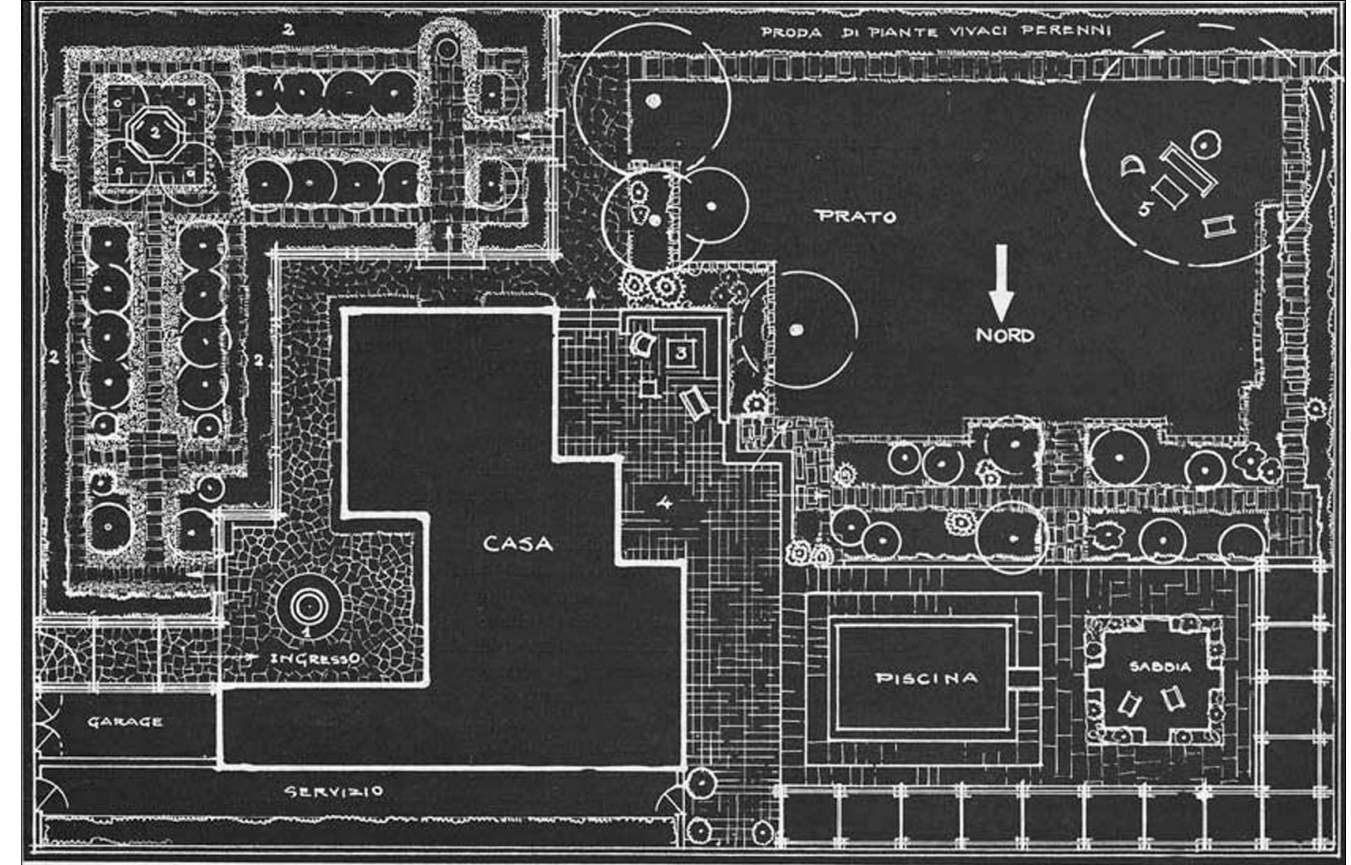 2
PRODA DI PIANTE VIVACI PERENNI
2
5
PRATO
NORD
2
2
3
4
CASA
1
INGRESSO
PISCINA
SABBIA
GARAGE
SERVIZIO